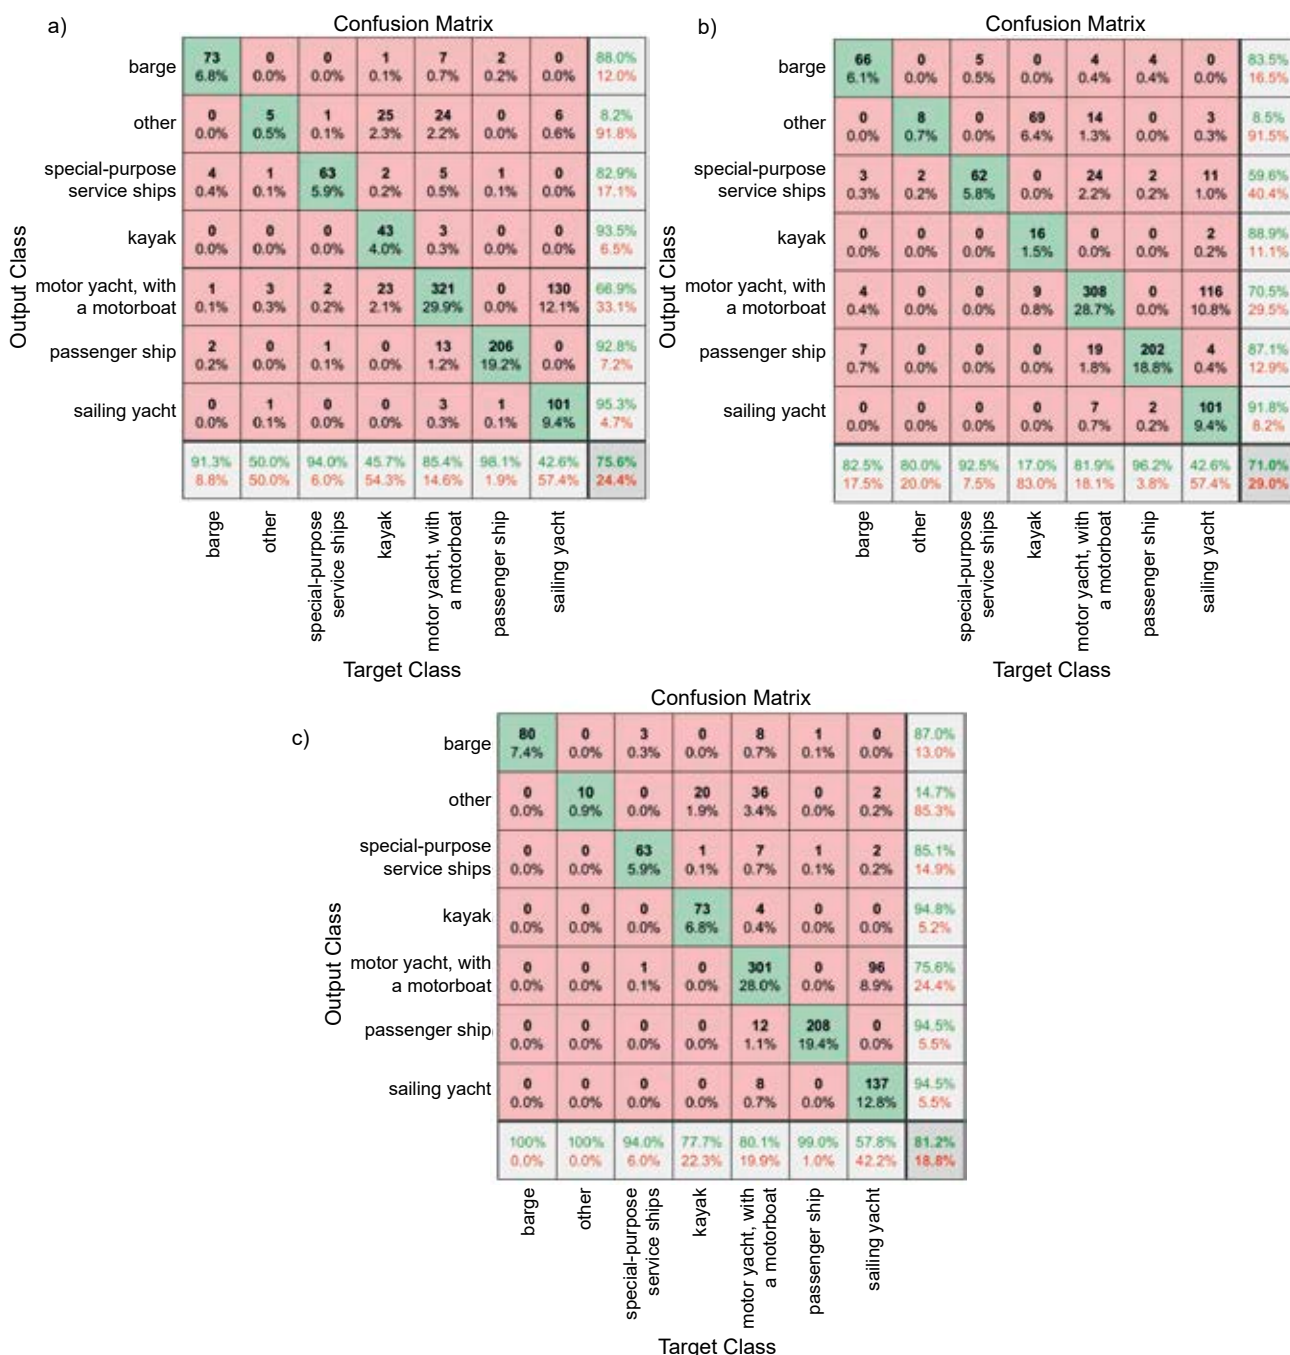 a)
Confusion Matrix
barge 73 0 0 1 7 2 0 88.0%
6.8% 0.0% 0.0% 0.1% 0.7% 0.2% 0.0% 12.0%
other 0 5 1 25 24 0 6 8.2%
0.0% 0.5% 0.1% 2.3% 2.2% 0.0% 0.6% 91.8%
special-purpose 4 1 63 2 5 1 0 82.9%
service ships 0.4% 0.1% 5.9% 0.2% 0.5% 0.1% 0.0% 17.1%
kayak 0 0 0 43 3 0 0 93.5%
0.0% 0.0% 0.0% 4.0% 0.3% 0.0% 0.0% 6.5%
motor yacht, with 1 3 2 23 321 0 130 66.9%
a motorboat 0.1% 0.3% 0.2% 2.1% 29.9% 0.0% 12.1% 33.1%
passenger ship 2 0 1 0 13 206 0 92.8%
0.2% 0.0% 0.1% 0.0% 1.2% 19.2% 0.0% 7.2%
sailing yacht 0 1 0 0 3 1 101 95.3%
0.0% 0.1% 0.0% 0.0% 0.3% 0.1% 9.4% 4.7%
91.3% 50.0% 94.0% 45.7% 85.4% 98.1% 42.6% 75.6%
8.8% 50.0% 6.0% 54.3% 14.6% 1.9% 57.4% 24.4%
Output Class
barge
other
special-purpose
service ships
kayak
motor yacht, with
a motorboat
passenger ship
sailing yacht
Target Class
b)
Confusion Matrix
barge 66 0 5 0 4 4 0 83.5%
6.1% 0.0% 0.5% 0.0% 0.4% 0.4% 0.0% 16.5%
other 0 8 0 69 14 0 3 8.5%
0.0% 0.7% 0.0% 6.4% 1.3% 0.0% 0.3% 91.5%
special-purpose 3 2 62 0 24 2 11 59.6%
service ships 0.3% 0.2% 5.8% 0.0% 2.2% 0.2% 1.0% 40.4%
kayak 0 0 0 16 0 0 2 88.9%
0.0% 0.0% 0.0% 1.5% 0.0% 0.0% 0.2% 11.1%
motor yacht, with 4 0 0 9 308 0 116 70.5%
a motorboat 0.4% 0.0% 0.0% 0.8% 28.7% 0.0% 10.8% 29.5%
passenger ship 7 0 0 0 19 202 4 87.1%
0.7% 0.0% 0.0% 0.0% 1.8% 18.8% 0.4% 12.9%
sailing yacht 0 0 0 0 7 2 101 91.8%
0.0% 0.0% 0.0% 0.0% 0.7% 0.2% 9.4% 8.2%
82.5% 80.0% 92.5% 17.0% 81.9% 96.2% 42.6% 71.0%
17.5% 20.0% 7.5% 83.0% 18.1% 3.8% 57.4% 29.0%
Output Class
barge
other
special-purpose
service ships
kayak
motor yacht, with
a motorboat
passenger ship
sailing yacht
Target Class
c)
Confusion Matrix
barge 80 0 3 0 8 1 0 87.0%
7.4% 0.0% 0.3% 0.0% 0.7% 0.1% 0.0% 13.0%
other 0 10 0 20 36 0 2 14.7%
0.0% 0.9% 0.0% 1.9% 3.4% 0.0% 0.2% 85.3%
special-purpose 0 0 63 1 7 1 2 85.1%
service ships 0.0% 0.0% 5.9% 0.1% 0.7% 0.1% 0.2% 14.9%
kayak 0 0 0 73 4 0 0 94.8%
0.0% 0.0% 0.0% 6.8% 0.4% 0.0% 0.0% 5.2%
motor yacht, with 0 0 1 0 301 0 96 75.6%
a motorboat 0.0% 0.0% 0.1% 0.0% 28.0% 0.0% 8.9% 24.4%
passenger ship 0 0 0 0 12 208 0 94.5%
0.0% 0.0% 0.0% 0.0% 1.1% 19.4% 0.0% 5.5%
sailing yacht 0 0 0 0 8 0 137 94.5%
0.0% 0.0% 0.0% 0.0% 0.7% 0.0% 12.8% 5.5%
100% 100% 94.0% 77.7% 80.1% 99.0% 57.8% 81.2%
0.0% 0.0% 6.0% 22.3% 19.9% 1.0% 42.2% 18.8%
Output Class
barge
other
special-purpose
service ships
kayak
motor yacht, with
a motorboat
passenger ship
sailing yacht
Target Class